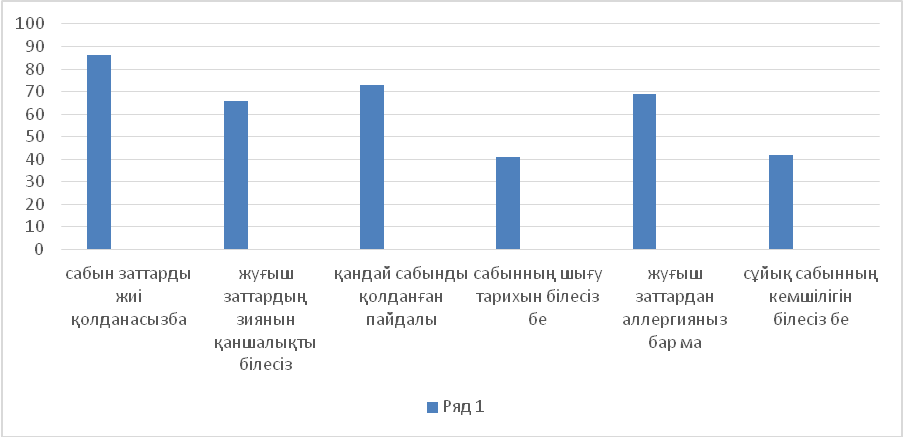 100
90
80
70
60
50
40
30
20
10
0
сабын заттарды
жиі
қолданасызба
жуғыш
заттардың
зиянын
қаншалықты
білесіз
қандай сабынды
қолданған
пайдалы
сабынның шығу
тарихын білесіз
бе
жуғыш
заттардан
аллергияныз
бар ма
сұйық сабынның
кемшілігін
білесіз бе
Ряд 1